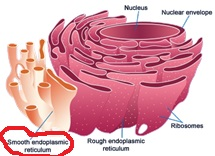 Nucleus
Nuclear envelope
Ribosomes
Rough endoplasmic
reticulum
Smooth endoplasmic
reticulum